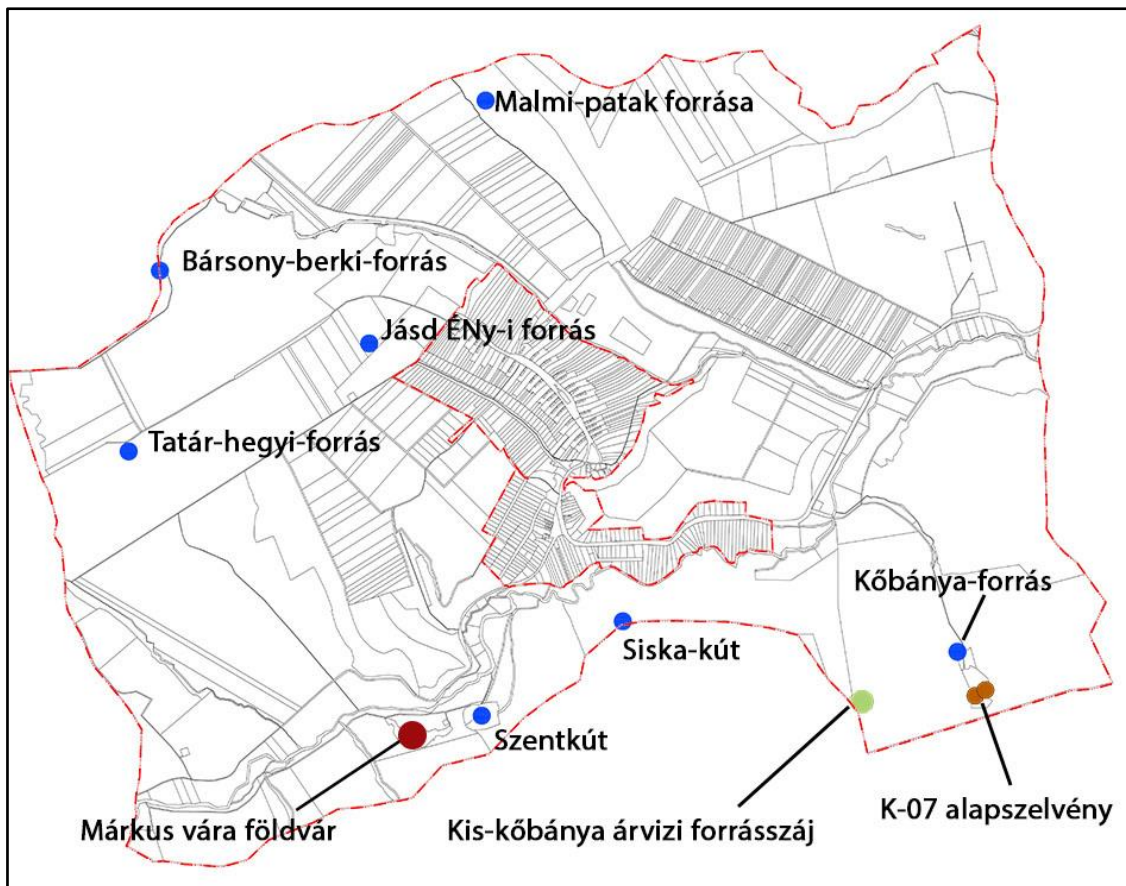 Malmi-patak forrása
Bársony-berki-forrás
Jásd ÉNy-i forrás
Tatár-hegyi-forrás
Kőbánya-forrás
Siska-kút
Szentkút
Márkus vára földvár
Kis-kőbánya árvizi forrásszáj
K-07 alapszelvény